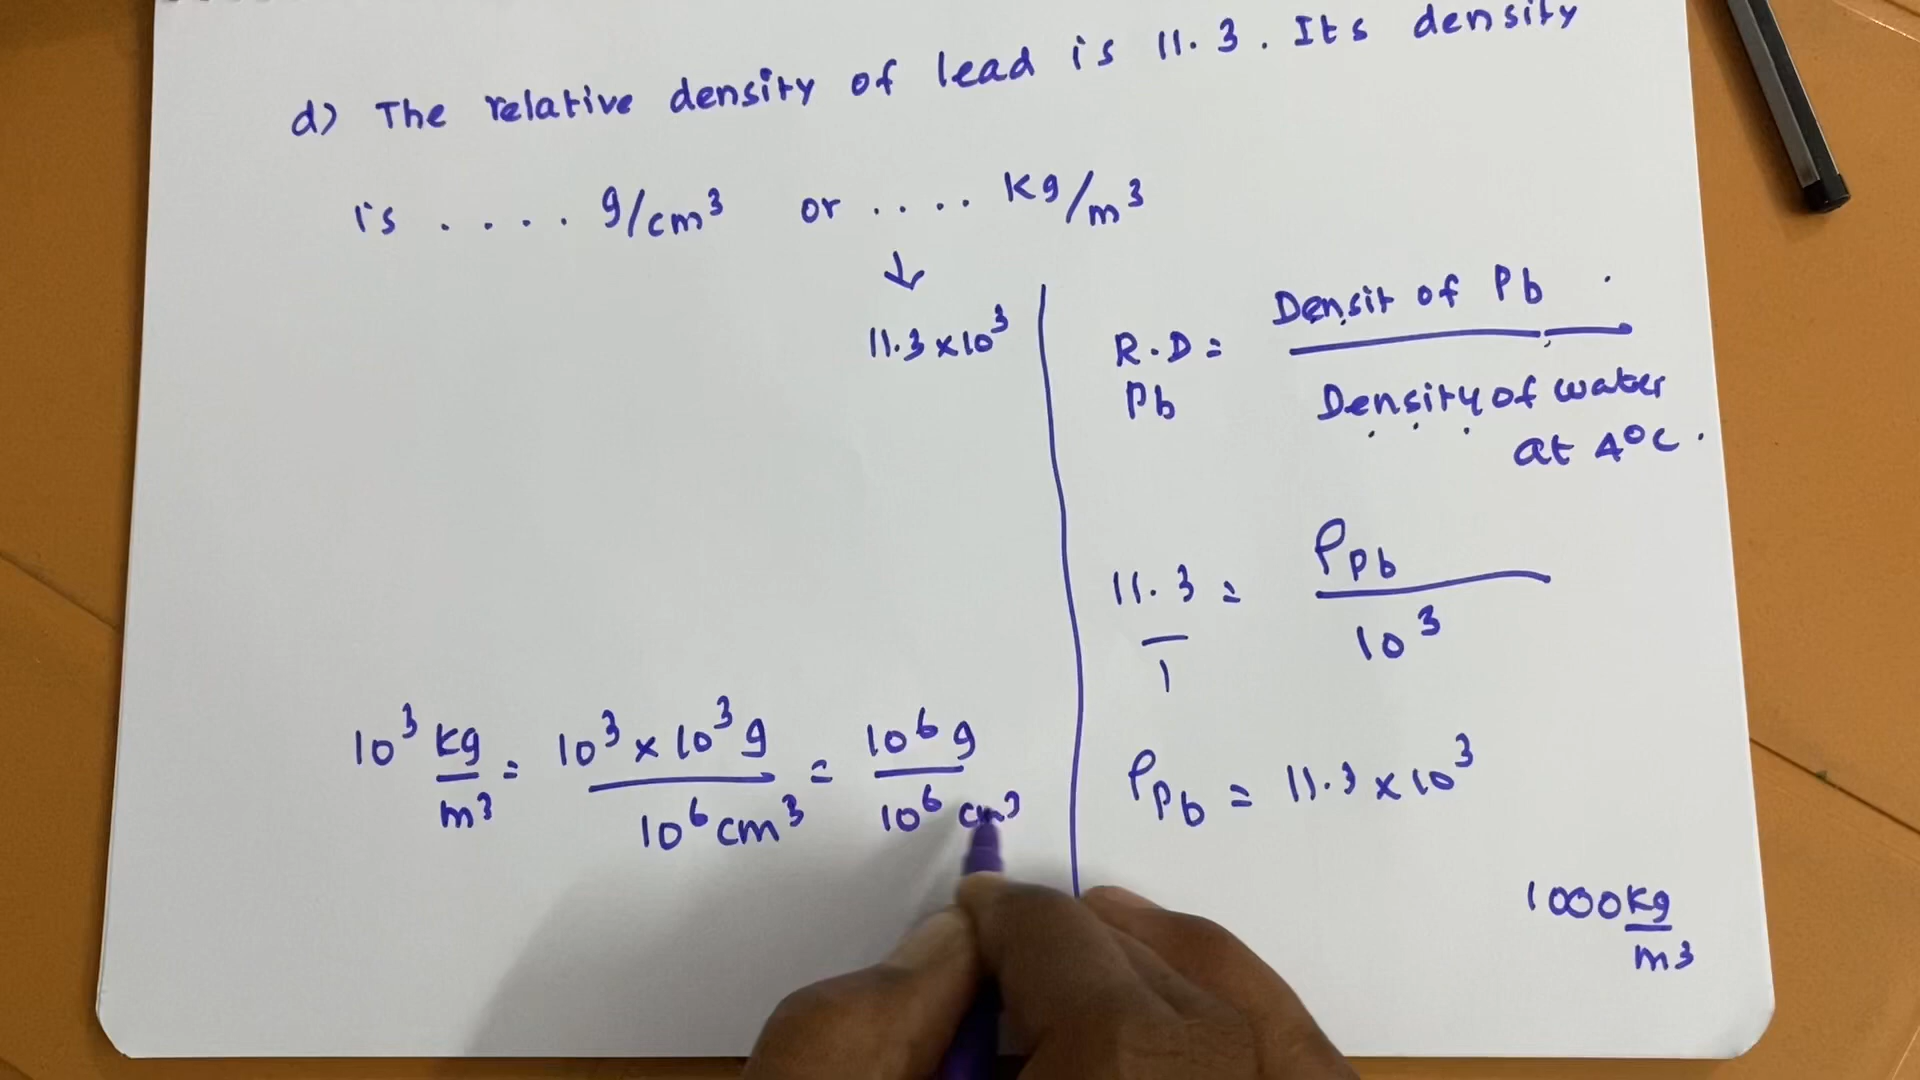 d) The relative density of lead is 11.3. Its density
is .... g/cm³ or .... kg/m³
↓
11.3 × 10³
R.D = Densit of Pb
Pb Density of water
at 4°C.
11.3 = ρPb
1 10³
ρPb = 11.3 × 10³
10³ kg = 10³ × 10³ g = 10⁶ g
m³ 10⁶ cm³ 10⁶ cm³
1000 kg
m³